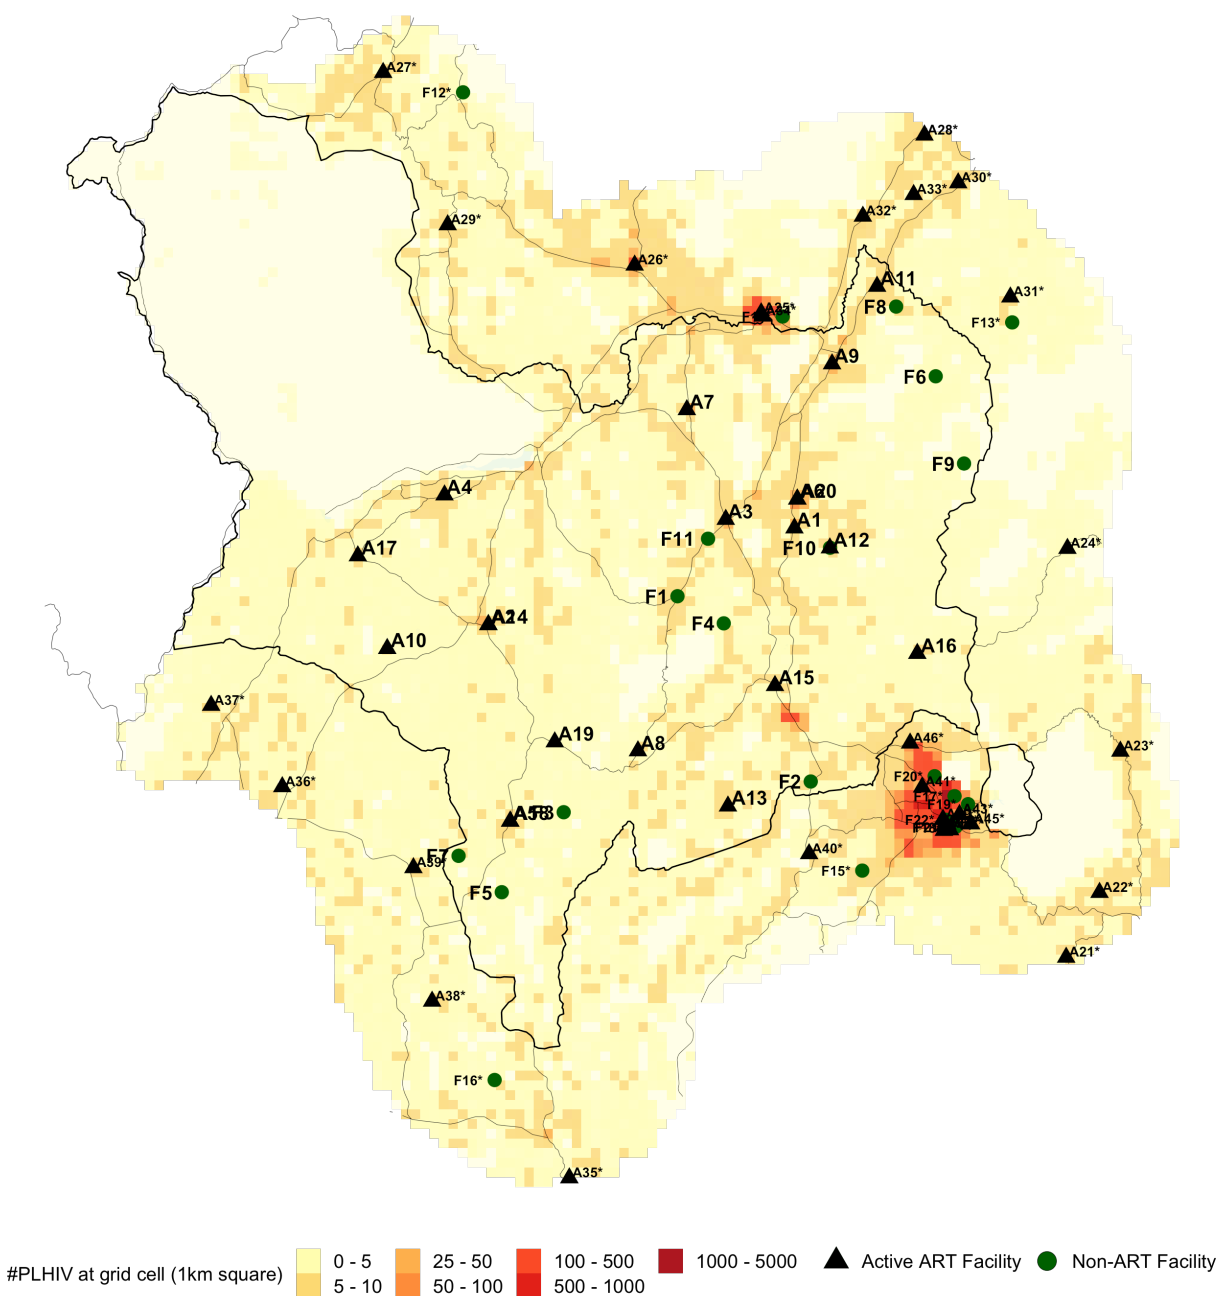 A27*
F12*
A28*
A30*
A33*
A32*
A29*
A26*
A11
A31*
A25*
F8
F13*
A9
F6
A7
F9
A4
A20
A3
A1
F11
A17
F10
A12
A24*
F1
A14
F4
A10
A16
A15
A37*
A19
A8
A46*
A23*
F2
A36*
F20*
A41*
F17*
A13
F19*
A43*
F3
F22*
A45*
A40*
F7
A39*
F15*
F5
A22*
A21*
A38*
F16*
A35*
#PLHIV at grid cell (1km square)
0 - 5
5 - 10
25 - 50
50 - 100
100 - 500
500 - 1000
1000 - 5000
Active ART Facility
Non-ART Facility